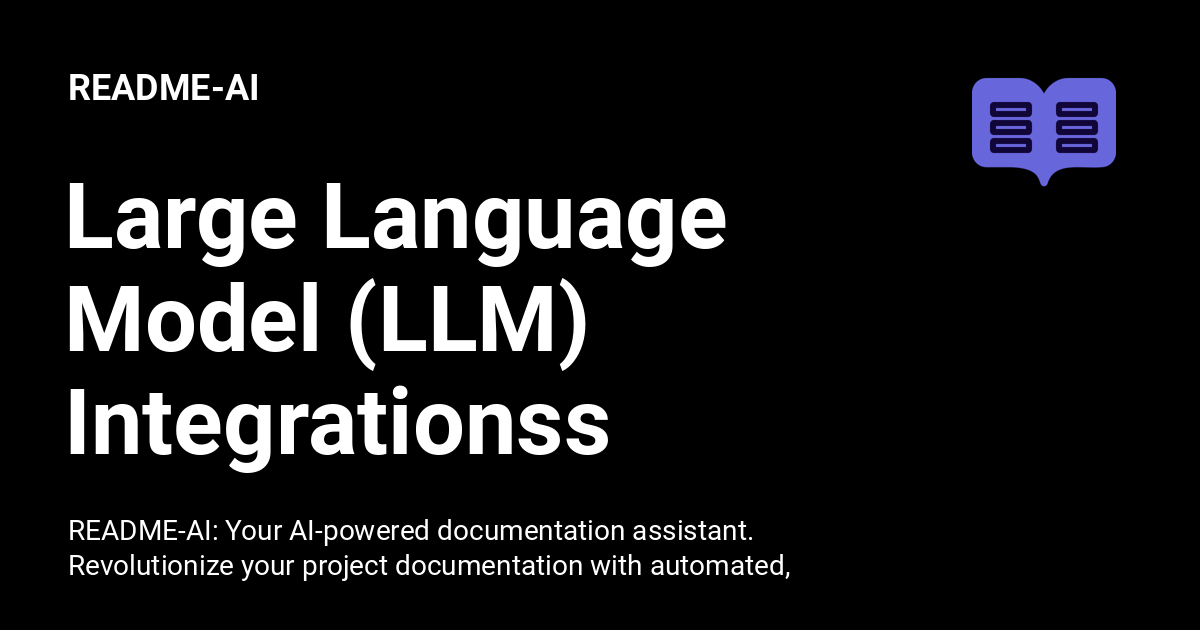 README-AI
Large Language
Model (LLM)
Integrationss
README-AI: Your AI-powered documentation assistant.
Revolutionize your project documentation with automated,